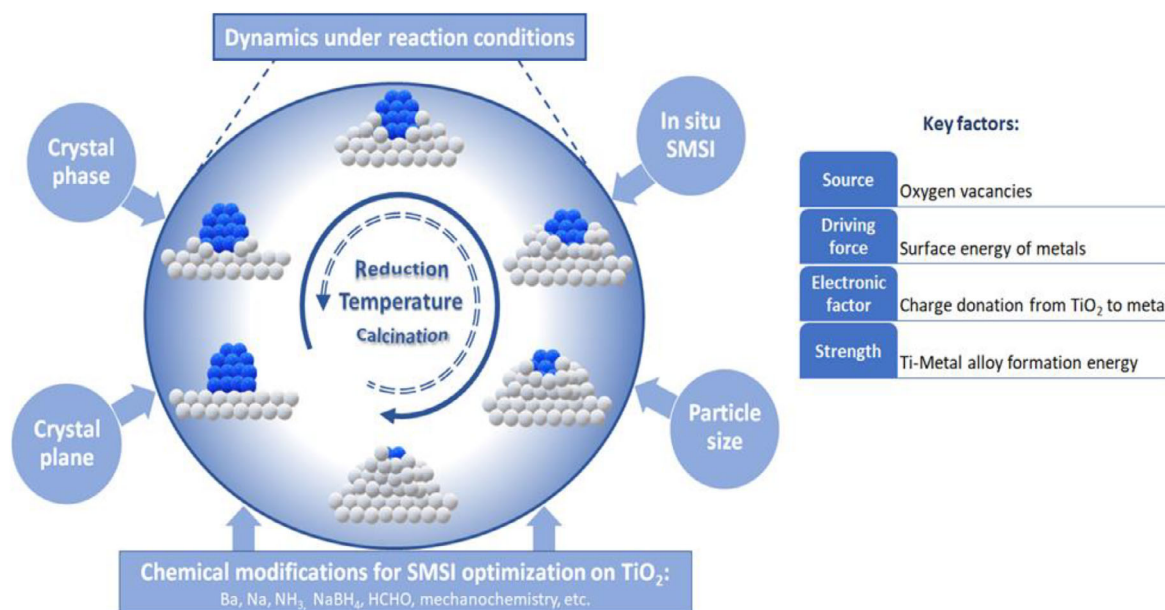 Dynamics under reaction conditions
Crystal
phase
In situ
SMSI
Reduction
Temperature
Calcination
Crystal
plane
Particle
size
Chemical modifications for SMSI optimization on TiO₂:
Ba, Na, NH₃, NaBH₄, HCHO, mechanochemistry, etc.
Key factors:
Source
Oxygen vacancies
Driving
force
Surface energy of metals
Electronic
factor
Charge donation from TiO₂ to meta
Strength
Ti-Metal alloy formation energy